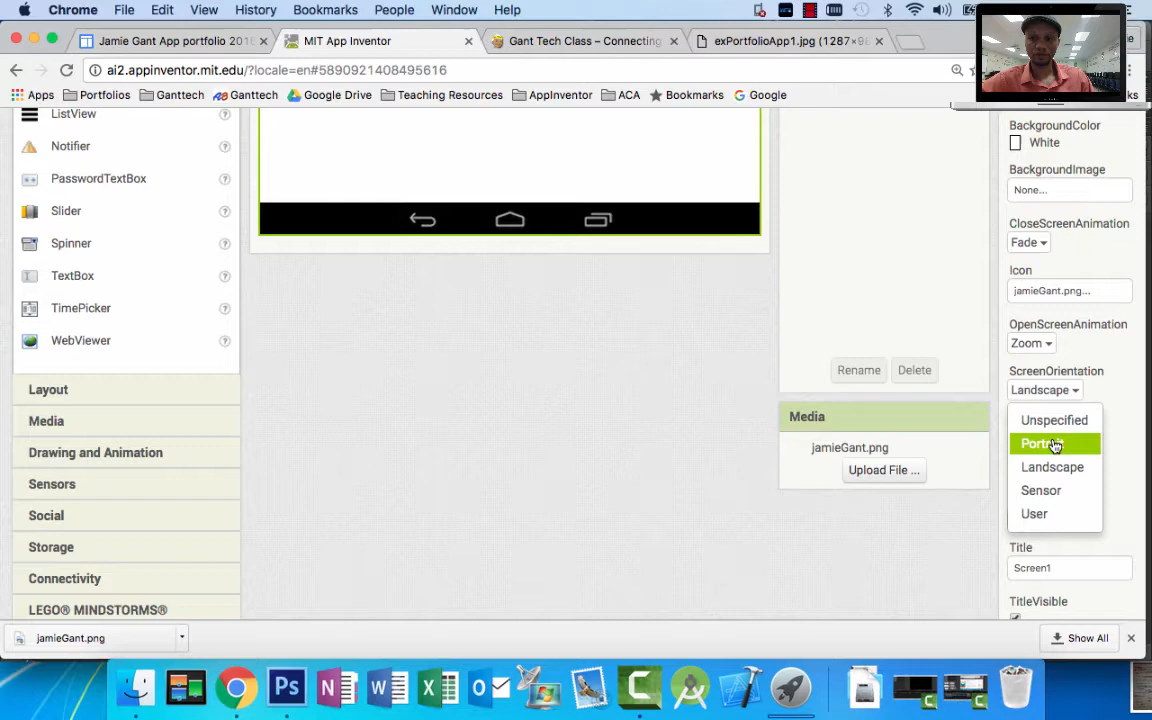 Chrome File Edit View History Bookmarks People Window Help
Jamie Gant App portfolio 2018
MIT App Inventor
Gant Tech Class – Connecting
exPortfolioApp1.jpg (1287×98
ai2.appinventor.mit.edu/?locale=en#5890921408495616
Apps Portfolios Ganttech Ganttech Google Drive Teaching Resources AppInventor ACA Bookmarks Google
ListView
Notifier
PasswordTextBox
Slider
Spinner
TextBox
TimePicker
WebViewer
Layout
Media
Drawing and Animation
Sensors
Social
Storage
Connectivity
LEGO® MINDSTORMS®
Rename Delete
Media
jamieGant.png
Upload File ...
BackgroundColor
White
BackgroundImage
None...
CloseScreenAnimation
Fade
Icon
jamieGant.png...
OpenScreenAnimation
Zoom
ScreenOrientation
Landscape
Unspecified
Portrait
Landscape
Sensor
User
Title
Screen1
TitleVisible
jamieGant.png
Show All